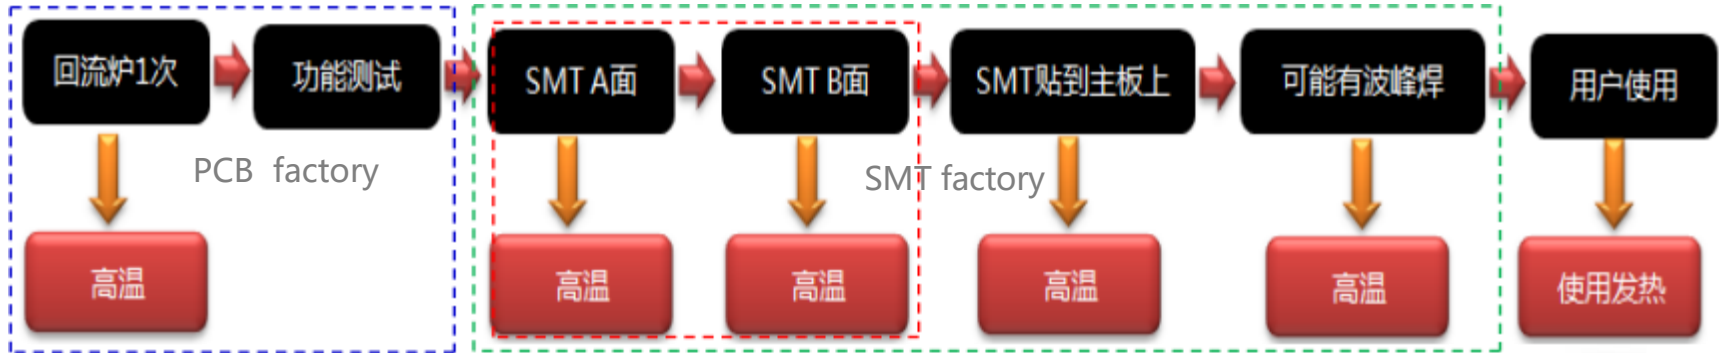 回流炉1次
功能测试
SMT A面
SMT B面
SMT贴到主板上
可能有波峰焊
用户使用
PCB factory
SMT factory
高温
高温
高温
高温
高温
使用发热